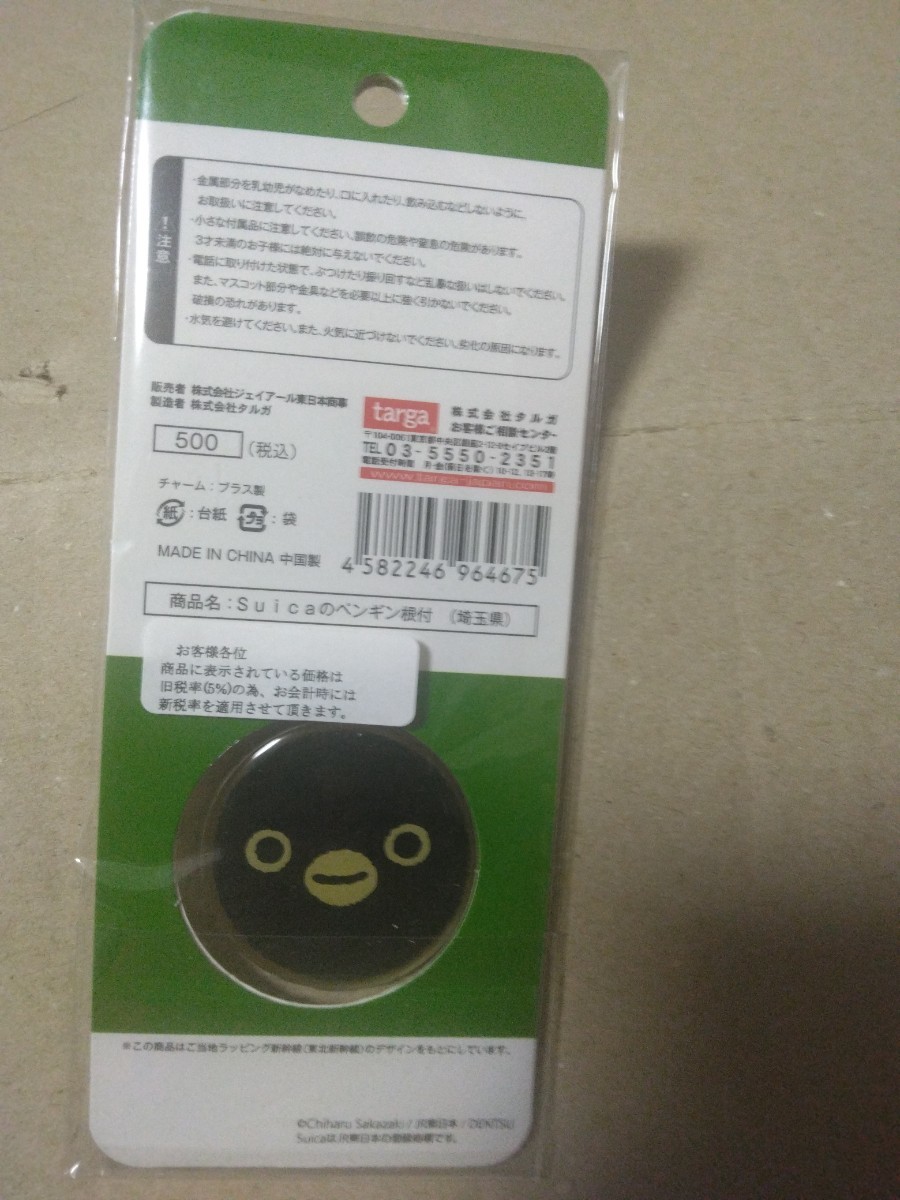 !注意
・金属部分を乳幼児がなめたり、口に入れたり、飲み込むなどしないように、
お取扱いに注意してください。
・小さな付属品に注意してください。誤飲の危険や窒息の危険があります。
3才未満のお子様には絶対に与えないでください。
・電話に取り付けた状態で、ぶつけたり振り回すなど乱暴な扱いはしないでください。
また、マスコット部分や金具などを必要以上に強く引かないでください。
破損の恐れがあります。
・水気を避けてください。また、火気に近づけないでください。劣化の原因になります。
販売者 株式会社ジェイアール東日本商事
製造者 株式会社タルガ
500 (税込)
targa 株式会社タルガ
お客様ご相談センター
TEL 03-5550-2351
チャーム：ブラス製
紙：台紙 プラ：袋
MADE IN CHINA 中国製
4 582246 964675
商品名：Suicaのペンギン根付 (埼玉県)
お客様各位
商品に表示されている価格は
旧税率(5%)の為、お会計時には
新税率を適用させて頂きます。
※この商品はご当地ラッピング新幹線(東北新幹線)のデザインをもとにしています。
©Chiharu Sakazaki / JR東日本 / DENTSU
SuicaはJR東日本の登録商標です。